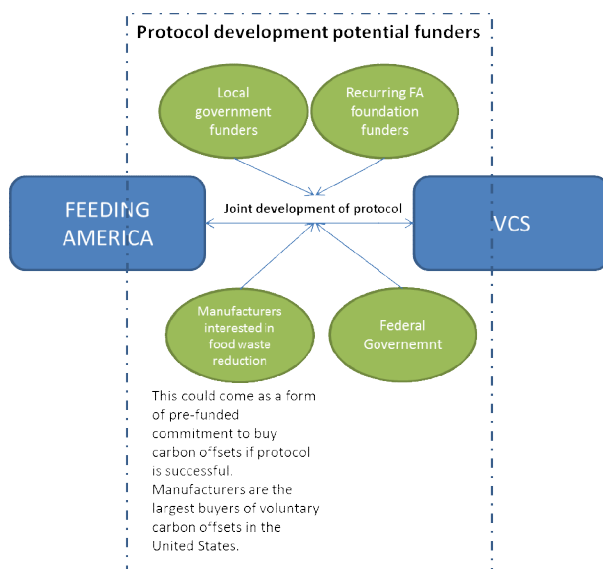 Protocol development potential funders
Local
government
funders
Recurring FA
foundation
funders
FEEDING
AMERICA
Joint development of protocol
VCS
Manufacturers
interested in
food waste
reduction
Federal
Governemnt
This could come as a form
of pre-funded
commitment to buy
carbon offsets if protocol
is successful.
Manufacturers are the
largest buyers of voluntary
carbon offsets in the
United States.